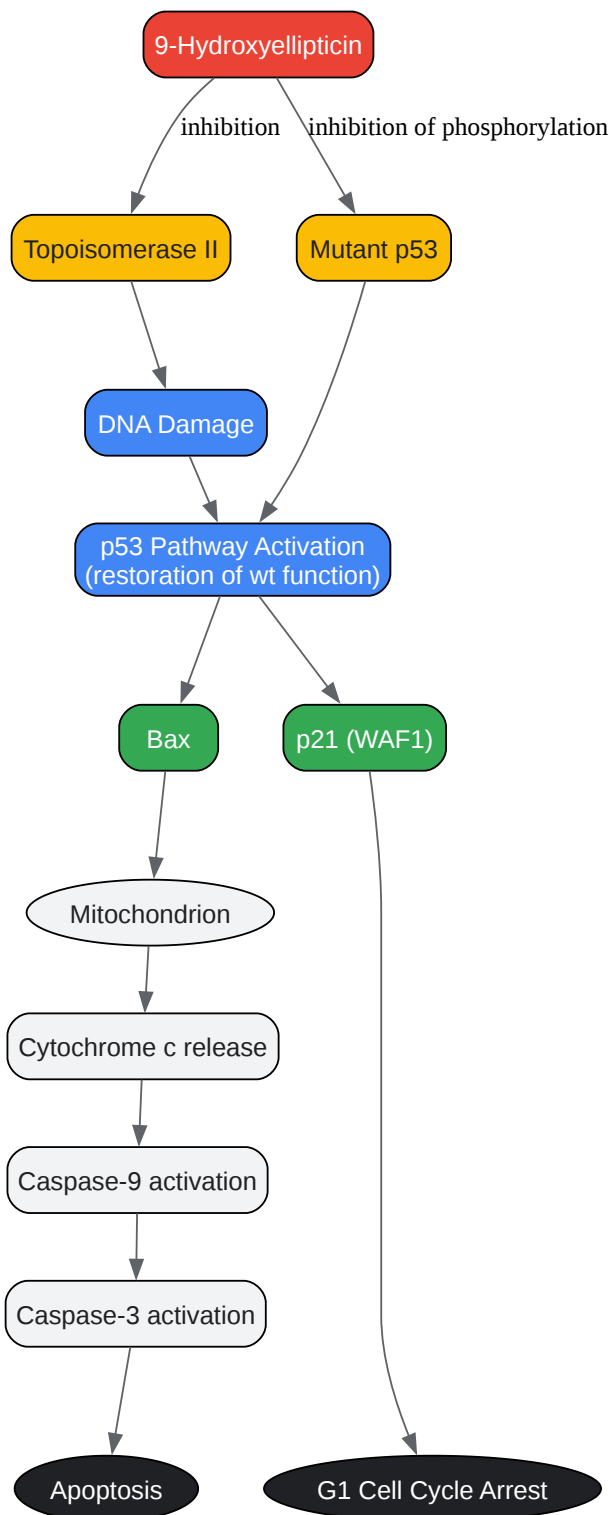 9-Hydroxyellipticin
inhibition
inhibition of phosphorylation
Topoisomerase II
Mutant p53
DNA Damage
p53 Pathway Activation
(restoration of wt function)
Bax
p21 (WAF1)
Mitochondrion
Cytochrome c release
Caspase-9 activation
Caspase-3 activation
Apoptosis
G1 Cell Cycle Arrest